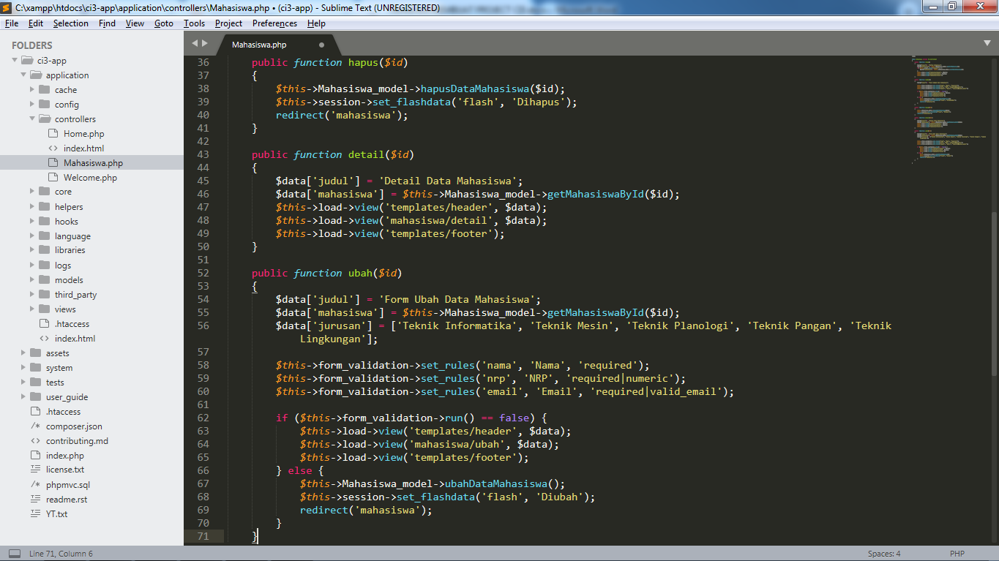 C:\xampp\htdocs\ci3-app\application\controllers\Mahasiswa.php • (ci3-app) - Sublime Text (UNREGISTERED)
File Edit Selection Find View Goto Tools Project Preferences Help
FOLDERS
ci3-app
application
cache
config
controllers
Home.php
index.html
Mahasiswa.php
Welcome.php
core
helpers
hooks
language
libraries
logs
models
third_party
views
.htaccess
index.html
assets
system
tests
user_guide
.htaccess
composer.json
contributing.md
index.php
license.txt
phpmvc.sql
readme.rst
YT.txt
Mahasiswa.php
36 public function hapus($id)
37 {
38 $this->Mahasiswa_model->hapusDataMahasiswa($id);
39 $this->session->set_flashdata('flash', 'Dihapus');
40 redirect('mahasiswa');
41 }
42
43 public function detail($id)
44 {
45 $data['judul'] = 'Detail Data Mahasiswa';
46 $data['mahasiswa'] = $this->Mahasiswa_model->getMahasiswaById($id);
47 $this->load->view('templates/header', $data);
48 $this->load->view('mahasiswa/detail', $data);
49 $this->load->view('templates/footer');
50 }
51
52 public function ubah($id)
53 {
54 $data['judul'] = 'Form Ubah Data Mahasiswa';
55 $data['mahasiswa'] = $this->Mahasiswa_model->getMahasiswaById($id);
56 $data['jurusan'] = ['Teknik Informatika', 'Teknik Mesin', 'Teknik Planologi', 'Teknik Pangan', 'Teknik
Lingkungan'];
57
58 $this->form_validation->set_rules('nama', 'Nama', 'required');
59 $this->form_validation->set_rules('nrp', 'NRP', 'required|numeric');
60 $this->form_validation->set_rules('email', 'Email', 'required|valid_email');
61
62 if ($this->form_validation->run() == false) {
63 $this->load->view('templates/header', $data);
64 $this->load->view('mahasiswa/ubah', $data);
65 $this->load->view('templates/footer');
66 } else {
67 $this->Mahasiswa_model->ubahDataMahasiswa();
68 $this->session->set_flashdata('flash', 'Diubah');
69 redirect('mahasiswa');
70 }
71 }
Line 71, Column 6 Spaces: 4 PHP